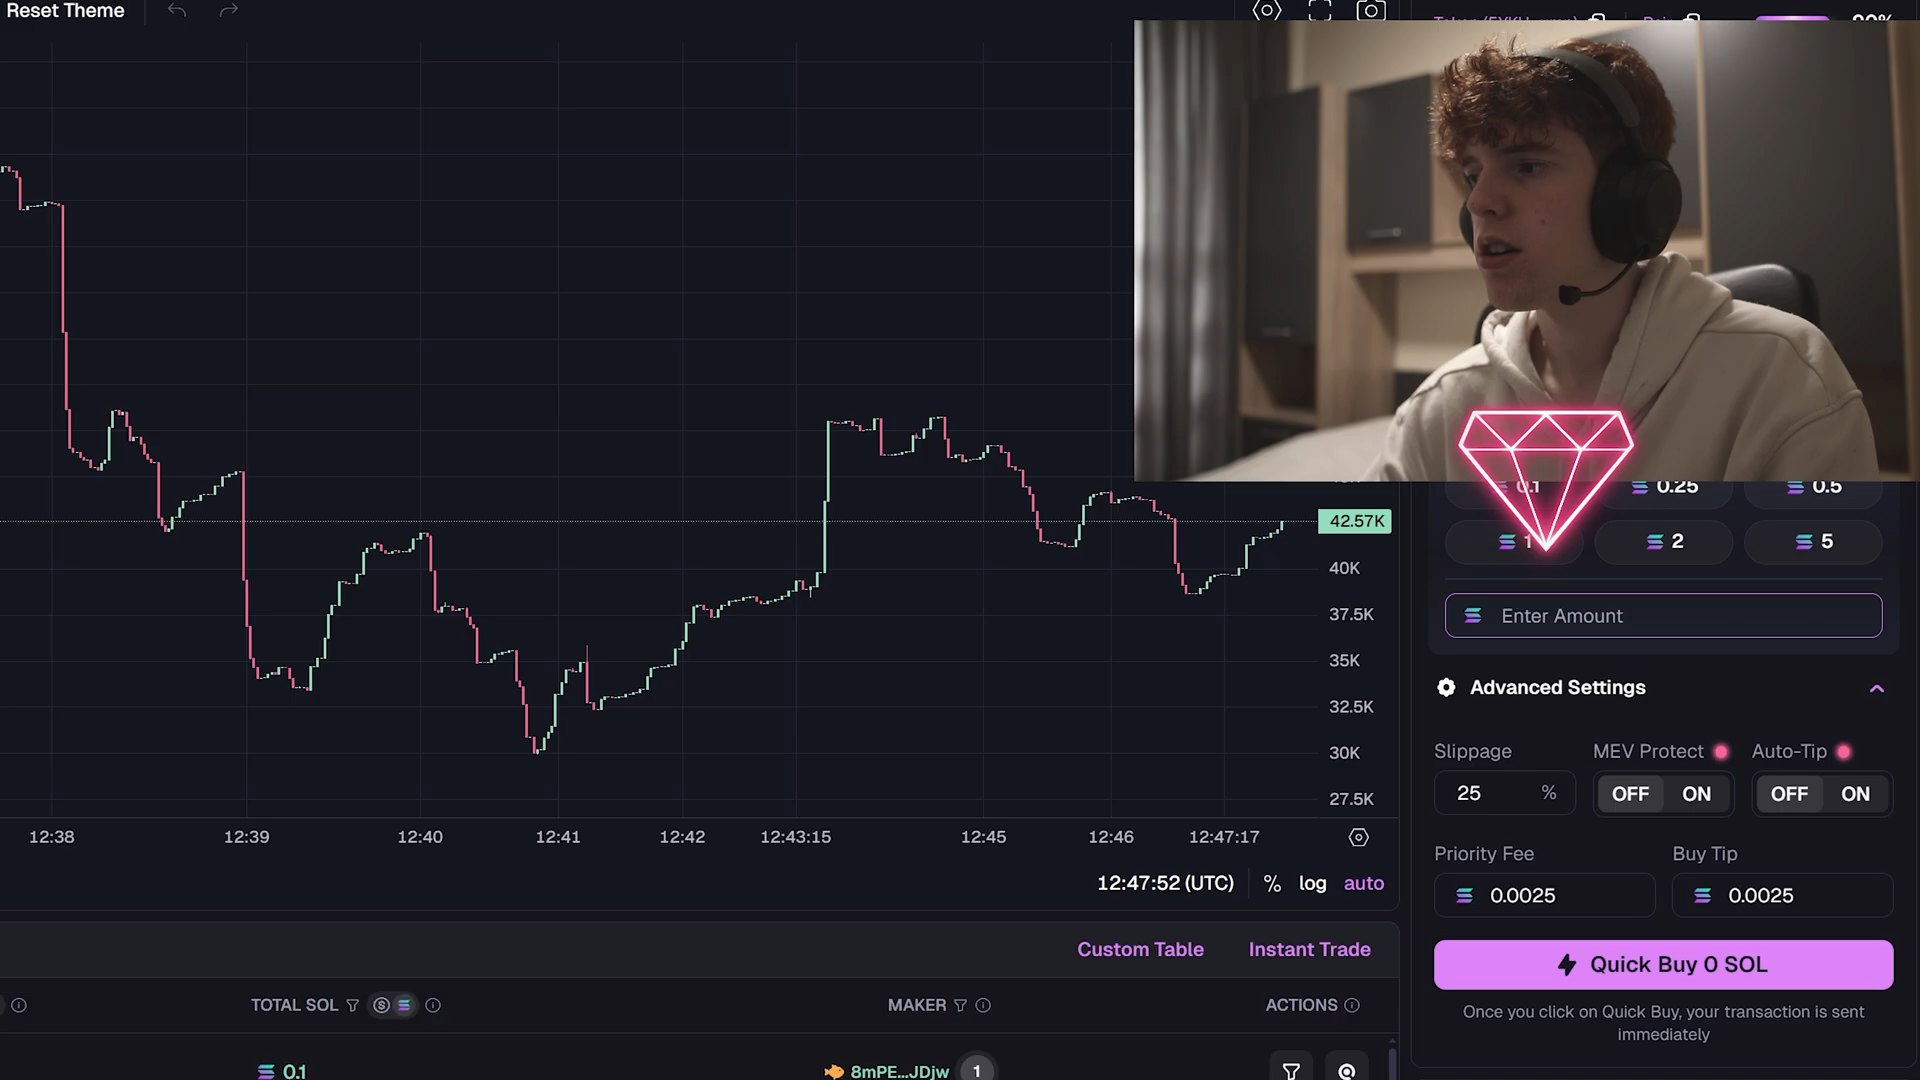 Reset Theme
0.1 0.25 0.5
42.57K
1 2 5
40K
37.5K
Enter Amount
35K
Advanced Settings
32.5K
Slippage MEV Protect Auto-Tip
30K
25 % OFF ON OFF ON
27.5K
12:38 12:39 12:40 12:41 12:42 12:43:15 12:45 12:46 12:47:17
Priority Fee Buy Tip
12:47:52 (UTC) % log auto
0.0025 0.0025
Custom Table Instant Trade
Quick Buy 0 SOL
TOTAL SOL MAKER ACTIONS
Once you click on Quick Buy, your transaction is sent
immediately
0.1 8mPE...JDjw 1